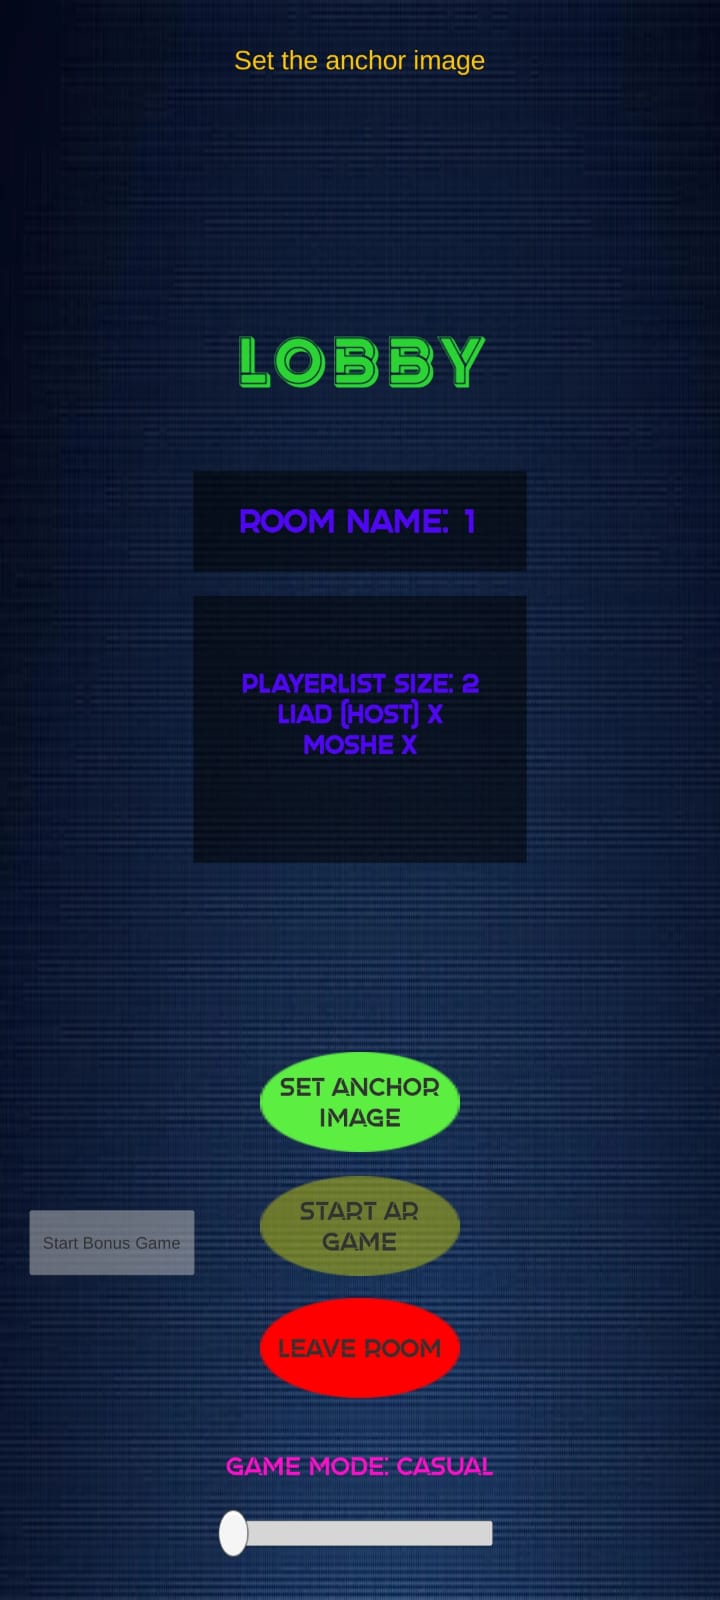 Set the anchor image
LOBBY
ROOM NAME: 1
PLAYERLIST SIZE: 2
LIAD (HOST) X
MOSHE X
SET ANCHOR
IMAGE
START AR
GAME
Start Bonus Game
LEAVE ROOM
GAME MODE: CASUAL